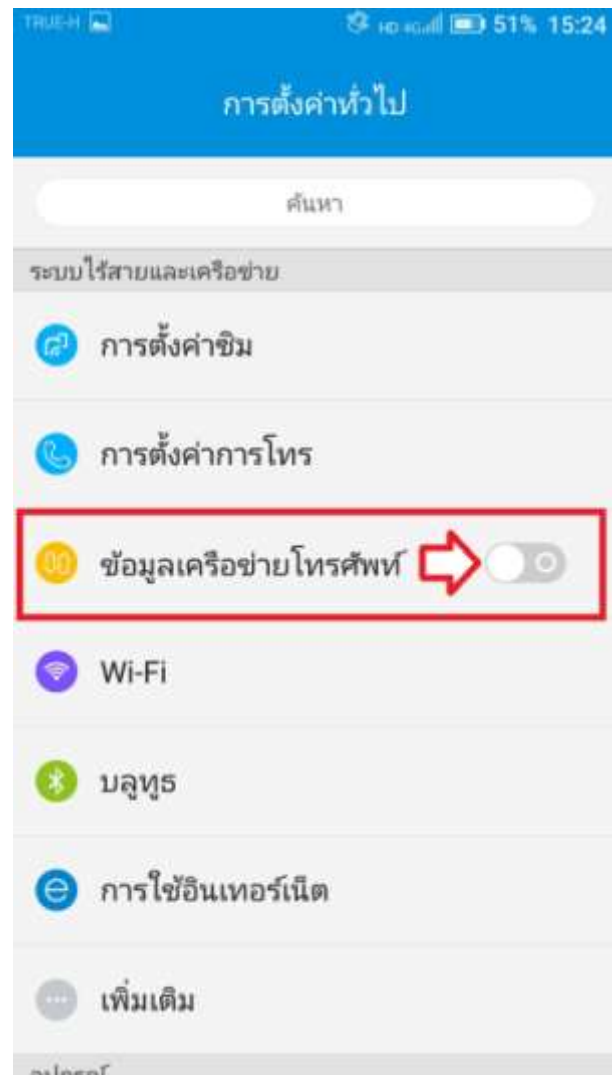 TRUE-H HD 4G 51% 15:24
การตั้งค่าทั่วไป
ค้นหา
ระบบไร้สายและเครือข่าย
การตั้งค่าซิม
การตั้งค่าการโทร
ข้อมูลเครือข่ายโทรศัพท์
Wi-Fi
บลูทูธ
การใช้อินเทอร์เน็ต
เพิ่มเติม